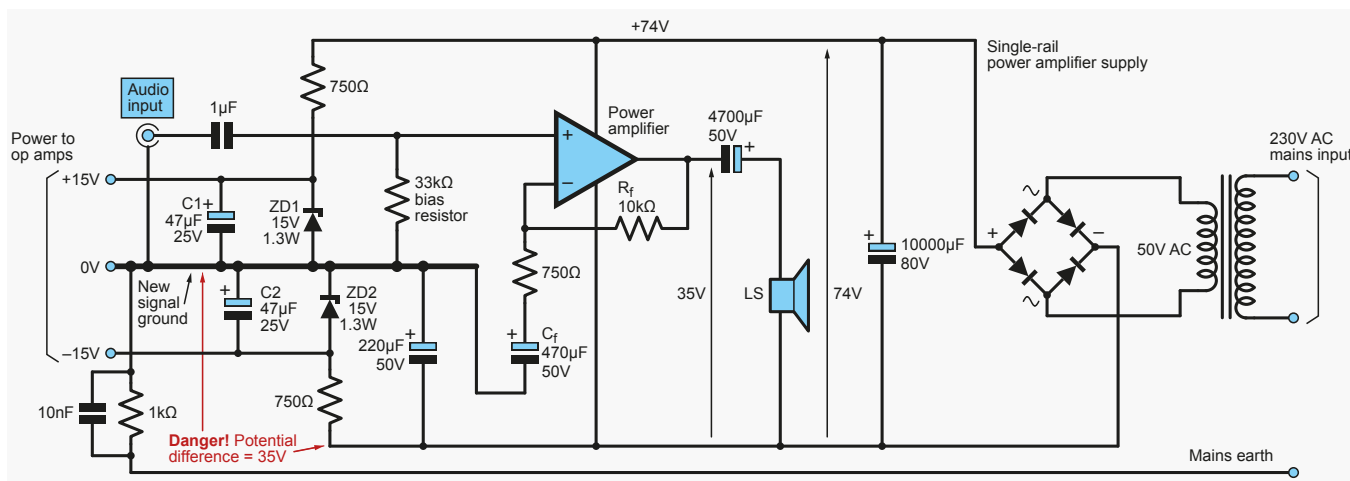 +74V
Single-rail
power amplifier supply
750Ω
Audio
input
1µF
Power
amplifier
4700µF
50V
+
230V AC
mains input
Power to
op amps
+15V
+
–
C1
+
47µF
25V
ZD1
15V
1.3W
33kΩ
bias
resistor
Rf
10kΩ
+
–
50V AC
+
10000µF
80V
0V
New
signal
ground
+
C2
47µF
25V
ZD2
15V
1.3W
750Ω
35V
LS
74V
–15V
+
220µF
50V
+
Cf
470µF
50V
10nF
1kΩ
750Ω
Danger! Potential
difference = 35V
Mains earth